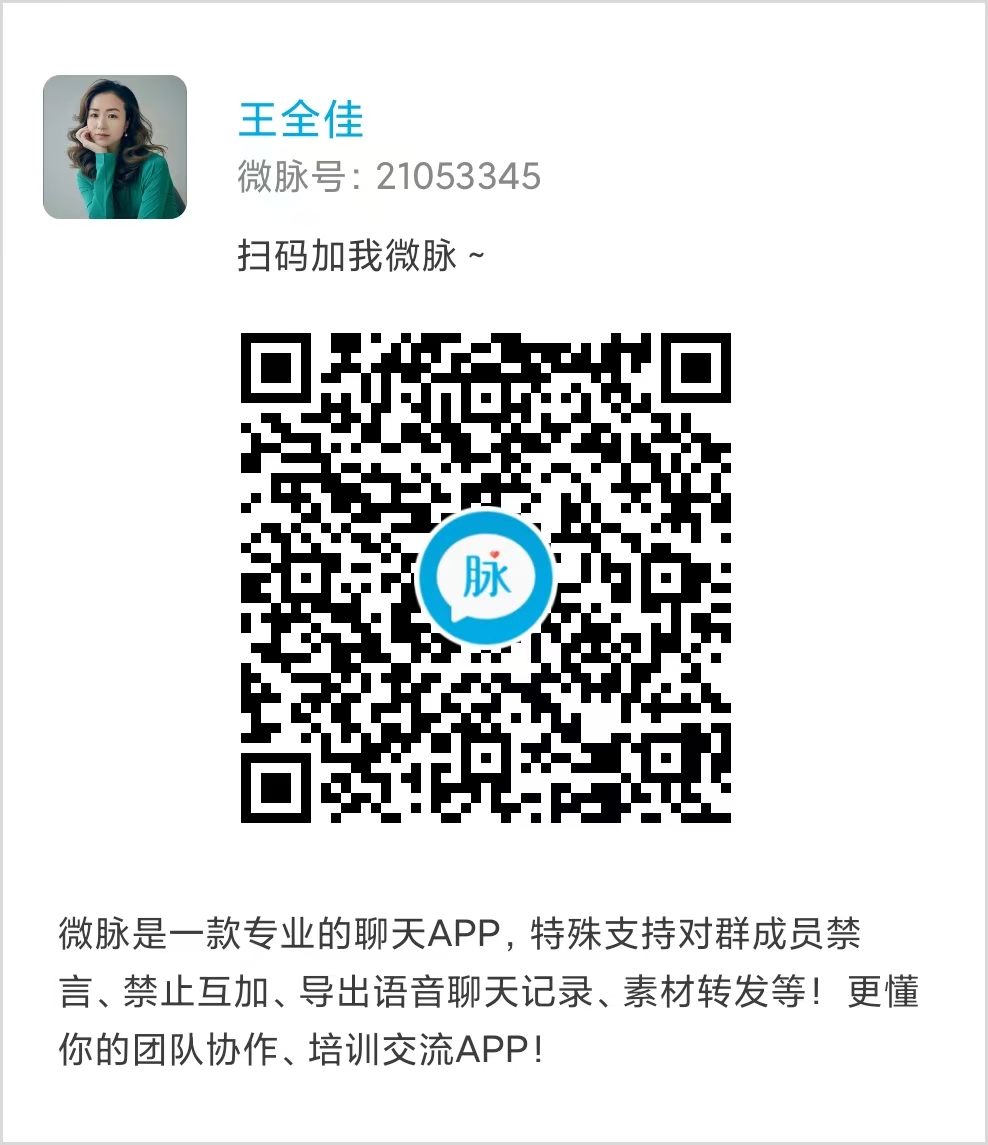 王全佳
微脉号: 21053345
扫码加我微脉 ~
脉
微脉是一款专业的聊天APP，特殊支持对群成员禁
言、禁止互加、导出语音聊天记录、素材转发等！更懂
你的团队协作、培训交流APP！